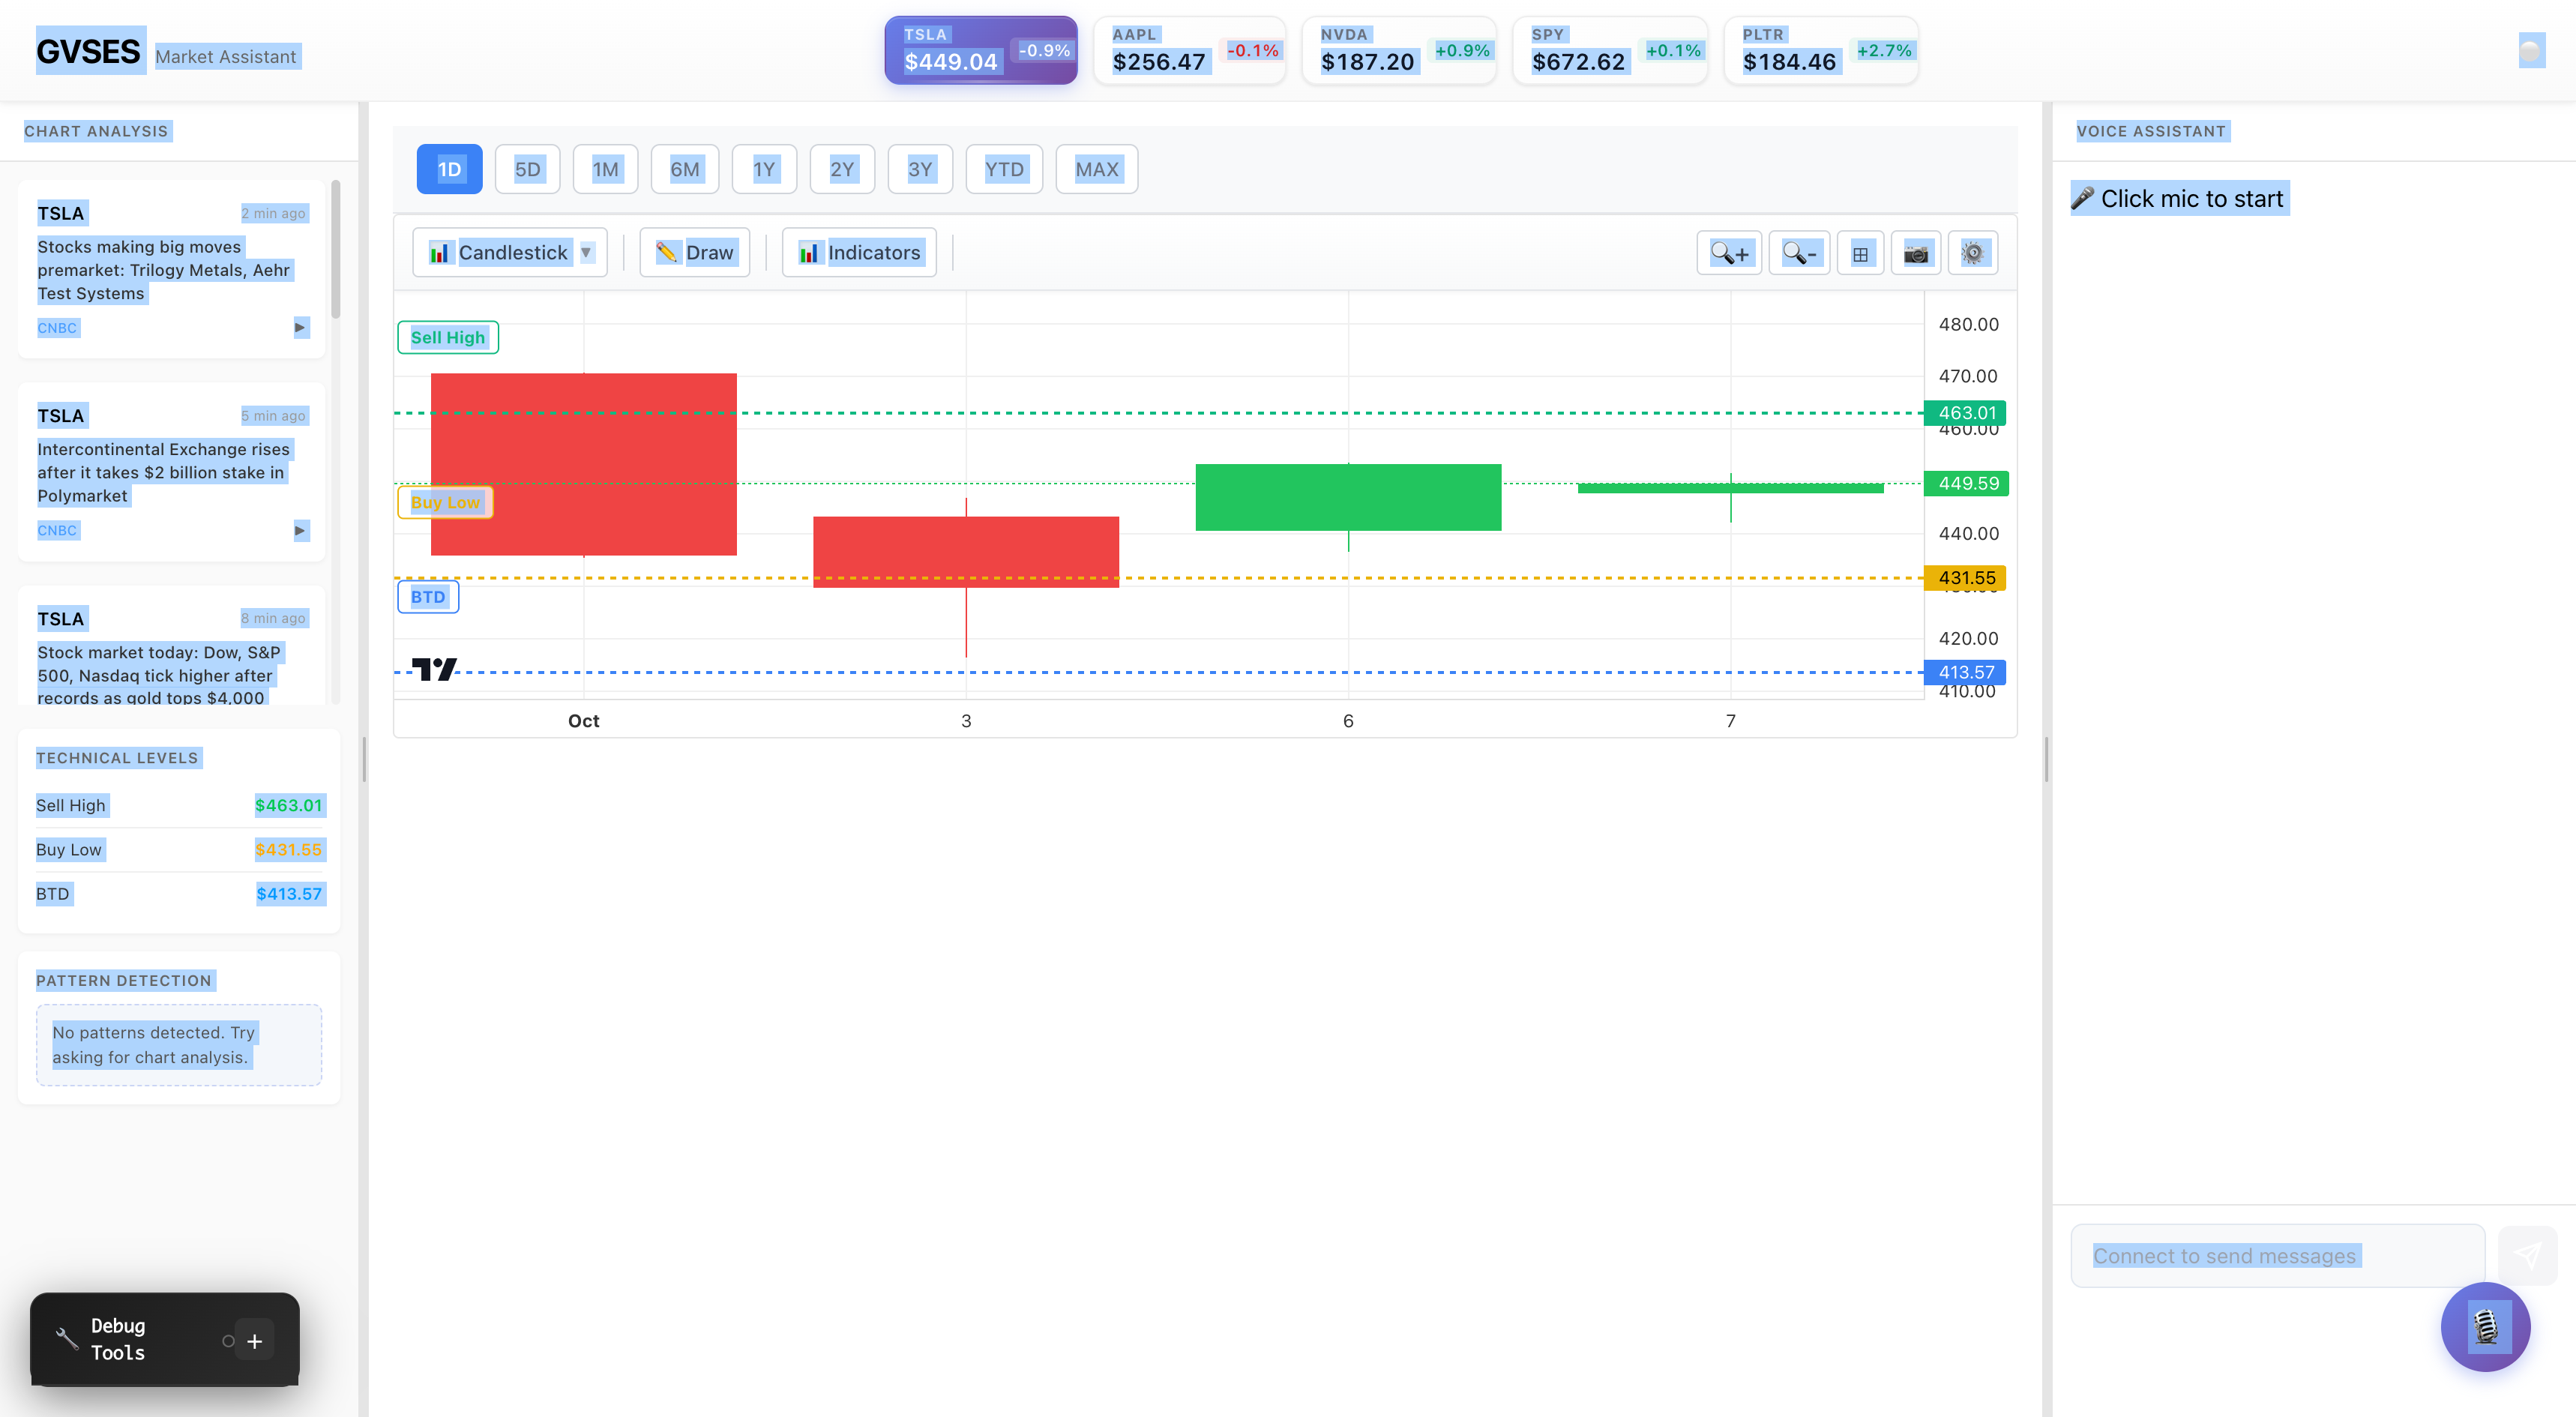 GVSES Market Assistant
TSLA
$449.04 -0.9%
AAPL
$256.47 -0.1%
NVDA
$187.20 +0.9%
SPY
$672.62 +0.1%
PLTR
$184.46 +2.7%
CHART ANALYSIS
TSLA 2 min ago
Stocks making big moves
premarket: Trilogy Metals, Aehr
Test Systems
CNBC
TSLA 5 min ago
Intercontinental Exchange rises
after it takes $2 billion stake in
Polymarket
CNBC
TSLA 8 min ago
Stock market today: Dow, S&P
500, Nasdaq tick higher after
records as gold tops $4,000
TECHNICAL LEVELS
Sell High $463.01
Buy Low $431.55
BTD $413.57
PATTERN DETECTION
No patterns detected. Try
asking for chart analysis.
Debug
Tools
+
1D 5D 1M 6M 1Y 2Y 3Y YTD MAX
Candlestick ▼ Draw Indicators
+ -
Sell High
Buy Low
BTD
480.00
470.00
463.01
460.00
449.59
440.00
431.55
420.00
413.57
410.00
Oct 3 6 7
VOICE ASSISTANT
Click mic to start
Connect to send messages